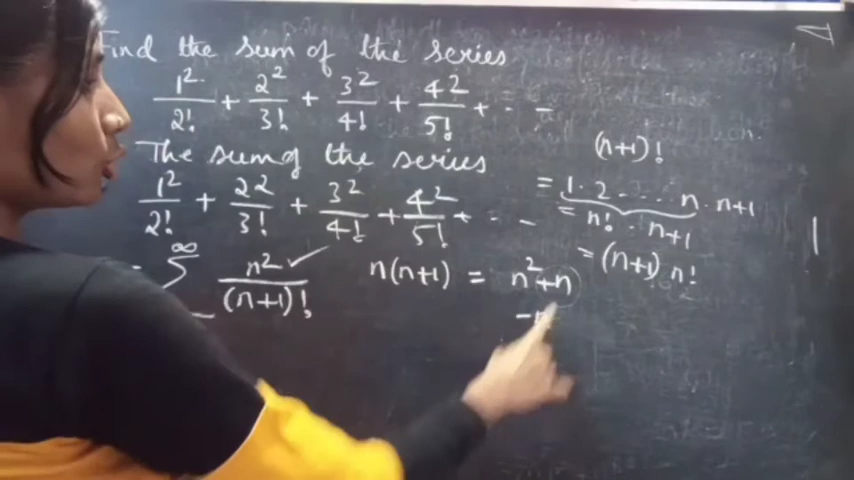 Find the sum of the series
1²/2! + 2²/3! + 3²/4! + 4²/5! + - - -
The sum of the series
1²/2! + 2²/3! + 3²/4! + 4²/5! + - - -
∑ ∞ n²/(n+1)! ✓
n(n+1) = n²+n
-n
(n+1)!
= 1·2 ···· n·n+1
= n! · n+1
= (n+1) n!